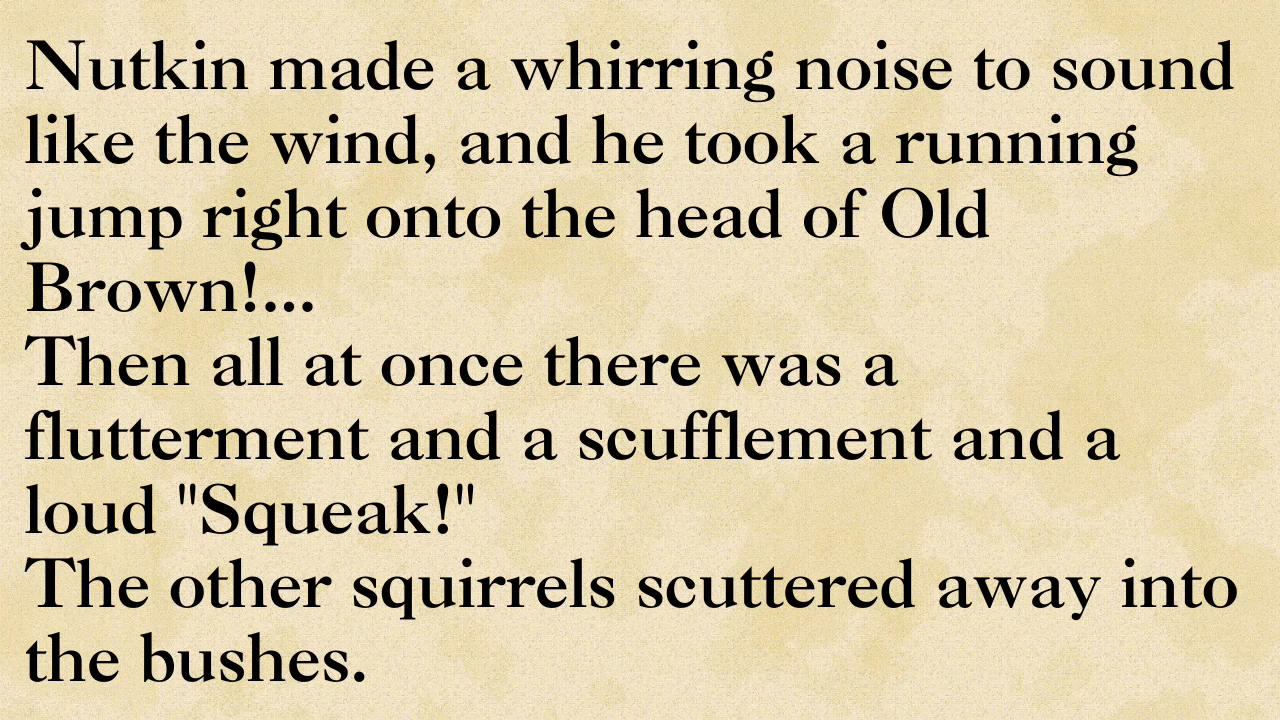 Nutkin made a whirring noise to sound
like the wind, and he took a running
jump right onto the head of Old
Brown!...
Then all at once there was a
flutterment and a scufflement and a
loud "Squeak!"
The other squirrels scuttered away into
the bushes.